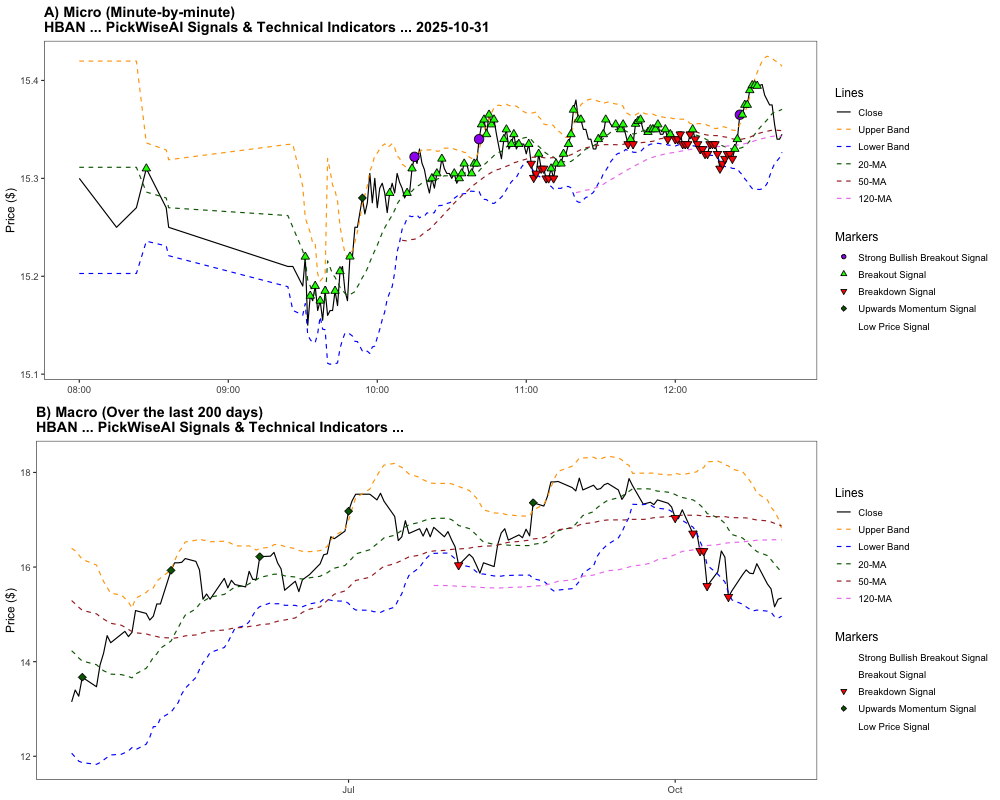 A) Micro (Minute-by-minute)
HBAN ... PickWiseAI Signals & Technical Indicators ... 2025-10-31
Price ($)
15.4
15.3
15.2
15.1
08:00
09:00
10:00
11:00
12:00
Lines
Close
Upper Band
Lower Band
20-MA
50-MA
120-MA
Markers
Strong Bullish Breakout Signal
Breakout Signal
Breakdown Signal
Upwards Momentum Signal
Low Price Signal
B) Macro (Over the last 200 days)
HBAN ... PickWiseAI Signals & Technical Indicators ...
Price ($)
18
16
14
12
Jul
Oct
Lines
Close
Upper Band
Lower Band
20-MA
50-MA
120-MA
Markers
Strong Bullish Breakout Signal
Breakout Signal
Breakdown Signal
Upwards Momentum Signal
Low Price Signal